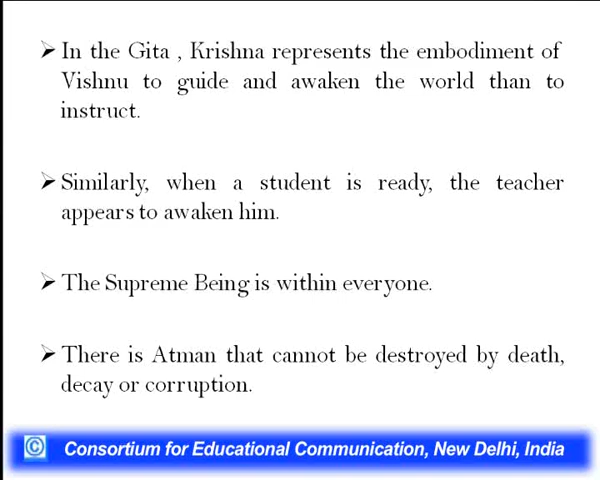 In the Gita , Krishna represents the embodiment of
Vishnu to guide and awaken the world than to
instruct.
Similarly, when a student is ready, the teacher
appears to awaken him.
The Supreme Being is within everyone.
There is Atman that cannot be destroyed by death,
decay or corruption.
© Consortium for Educational Communication, New Delhi, India